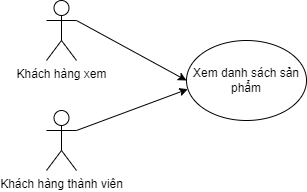 Khách hàng xem
Xem danh sách sản
phẩm
Khách hàng thành viên